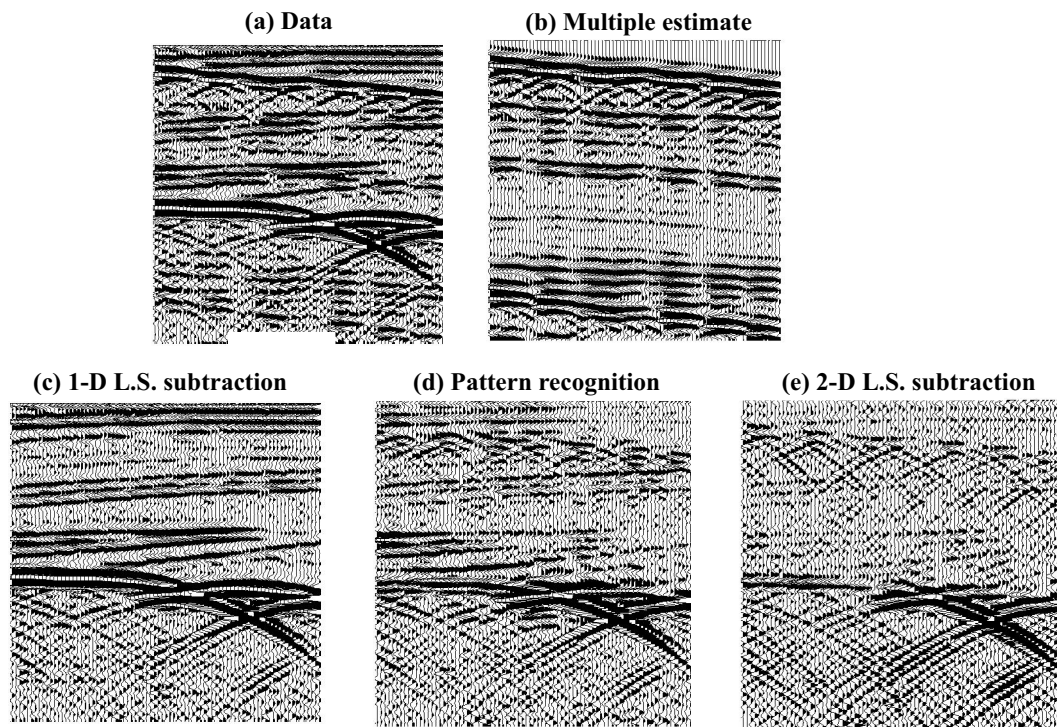 (a) Data
(b) Multiple estimate
(c) 1-D L.S. subtraction
(d) Pattern recognition
(e) 2-D L.S. subtraction